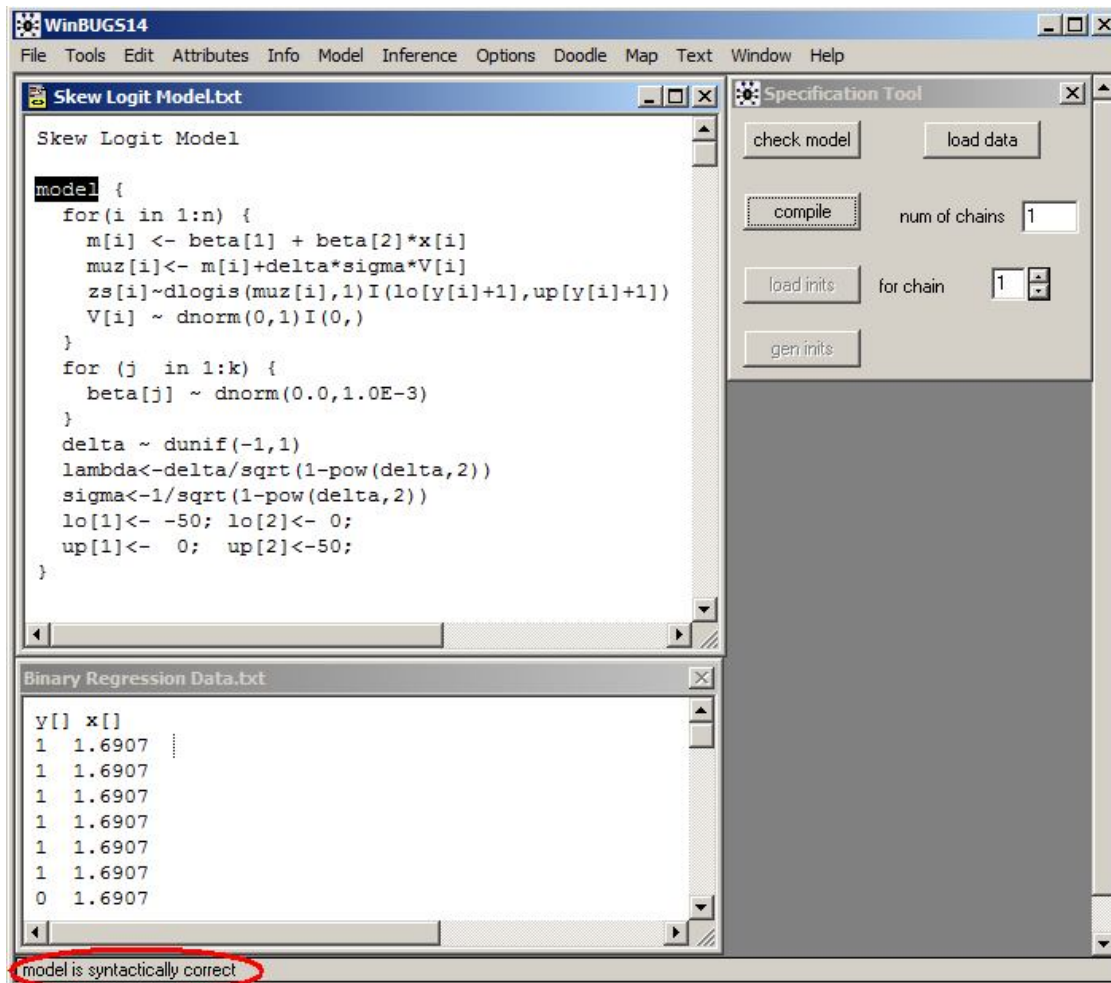 WinBUGS14
File Tools Edit Attributes Info Model Inference Options Doodle Map Text Window Help
Skew Logit Model.txt
Skew Logit Model
model {
for(i in 1:n) {
m[i] <- beta[1] + beta[2]*x[i]
muz[i]<- m[i]+delta*sigma*V[i]
zs[i]~dlogis(muz[i],1)I(lo[y[i]+1],up[y[i]+1])
V[i] ~ dnorm(0,1)I(0,)
}
for (j in 1:k) {
beta[j] ~ dnorm(0.0,1.0E-3)
}
delta ~ dunif(-1,1)
lambda<-delta/sqrt(1-pow(delta,2))
sigma<-1/sqrt(1-pow(delta,2))
lo[1]<- -50; lo[2]<- 0;
up[1]<- 0; up[2]<-50;
}
Specification Tool
check model load data
compile num of chains 1
load inits for chain 1
gen inits
Binary Regression Data.txt
y[] x[]
1 1.6907
1 1.6907
1 1.6907
1 1.6907
1 1.6907
1 1.6907
0 1.6907
model is syntactically correct